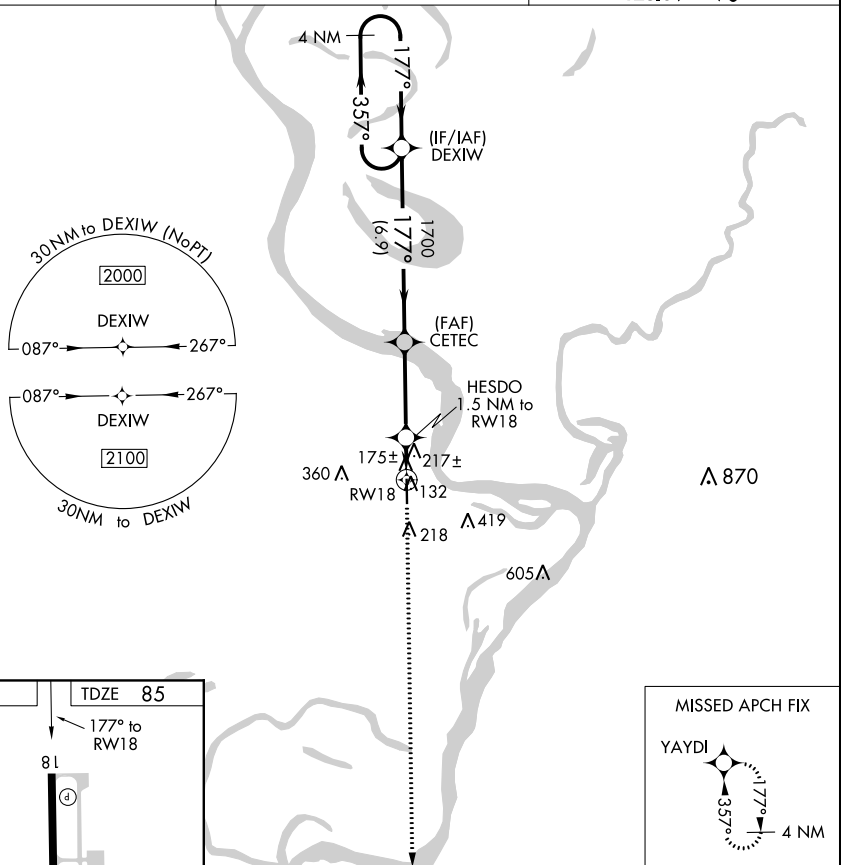 4 NM
177°
357°
(IF/IAF)
DEXIW
1700
177°
(6.9)
30NM to DEXIW (NoPT)
2000
DEXIW
087°
267°
087°
267°
DEXIW
2100
30NM to DEXIW
(FAF)
CETEC
HESDO
1.5 NM to
RW18
175±
217±
360
RW18
132
870
419
218
605
TDZE 85
177° to
RW18
18
P
MISSED APCH FIX
YAYDI
177°
357°
4 NM